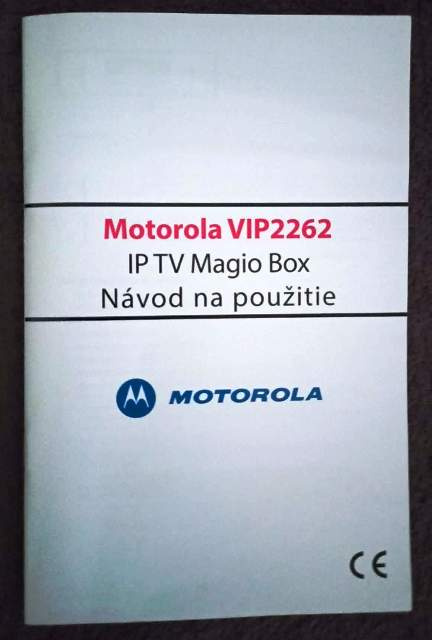 Motorola VIP2262
IP TV Magio Box
Návod na použitie
MOTOROLA
CE